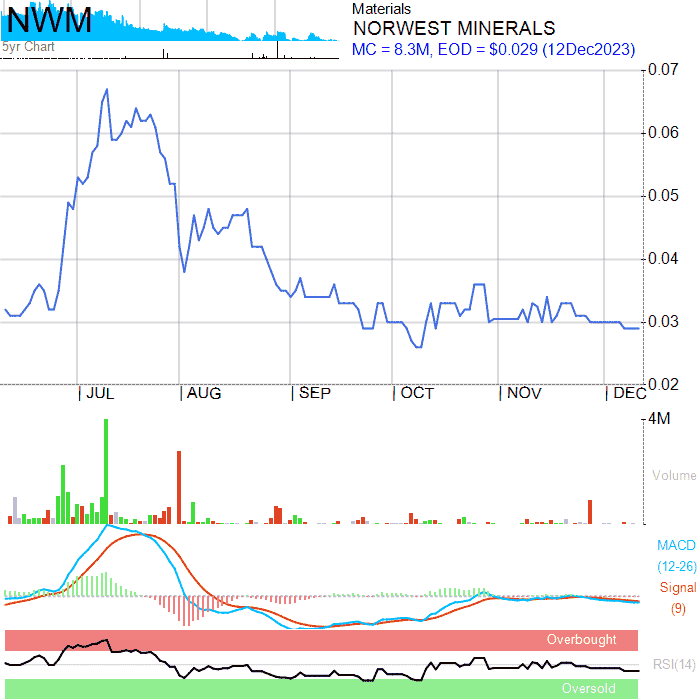 NWM
5yr Chart
Materials
NORWEST MINERALS
MC = 8.3M, EOD = $0.029 (12Dec2023)
0.07
0.06
0.05
0.04
0.03
0.02
JUL AUG SEP OCT NOV DEC
4M
Volume
MACD
(12-26)
Signal
(9)
Overbought
RSI(14)
Oversold